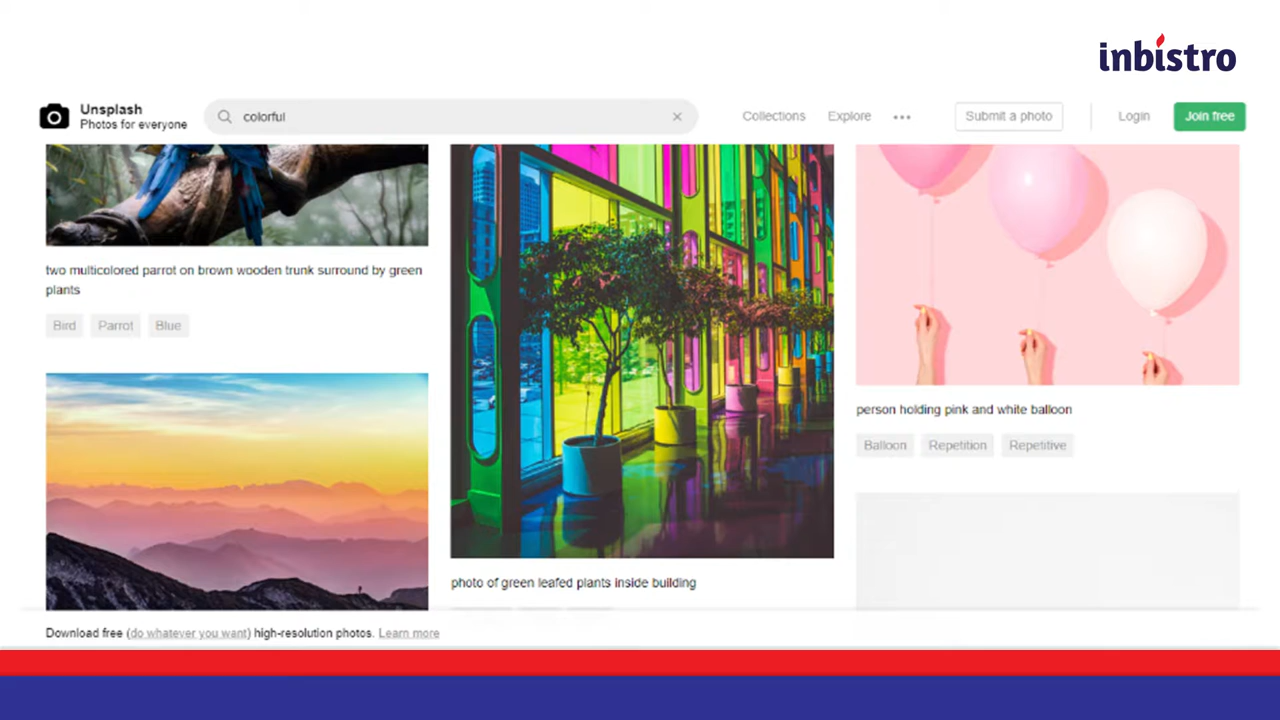 inbistro
Unsplash
Photos for everyone
colorful
Collections
Explore
Submit a photo
Login
Join free
two multicolored parrot on brown wooden trunk surround by green
plants
Bird
Parrot
Blue
photo of green leafed plants inside building
person holding pink and white balloon
Balloon
Repetition
Repetitive
Download free (do whatever you want) high-resolution photos. Learn more